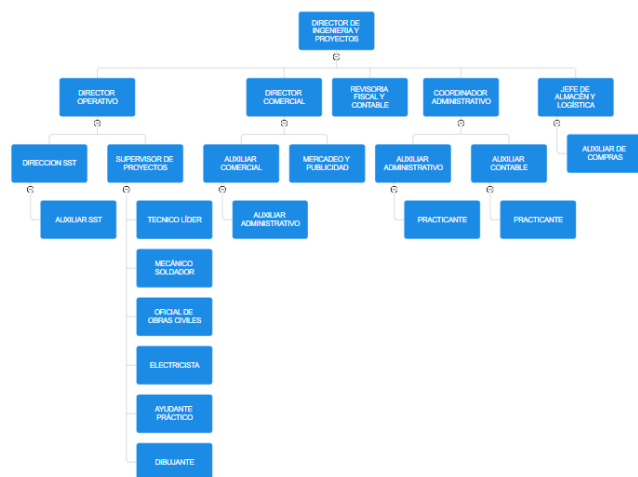 DIRECTOR DE
INGENIERIA Y
PROYECTOS
DIRECTOR
OPERATIVO
DIRECTOR
COMERCIAL
REVISORIA
FISCAL Y
CONTABLE
COORDINADOR
ADMINISTRATIVO
JEFE DE
ALMACÉN Y
LOGÍSTICA
DIRECCION SST
SUPERVISOR DE
PROYECTOS
AUXILIAR
COMERCIAL
MERCADEO Y
PUBLICIDAD
AUXILIAR
ADMINISTRATIVO
AUXILIAR
CONTABLE
AUXILIAR DE
COMPRAS
AUXILIAR SST
TECNICO LÍDER
AUXILIAR
ADMINISTRATIVO
PRACTICANTE
PRACTICANTE
MECÁNICO
SOLDADOR
OFICIAL DE
OBRAS CIVILES
ELECTRICISTA
AYUDANTE
PRÁCTICO
DIBUJANTE